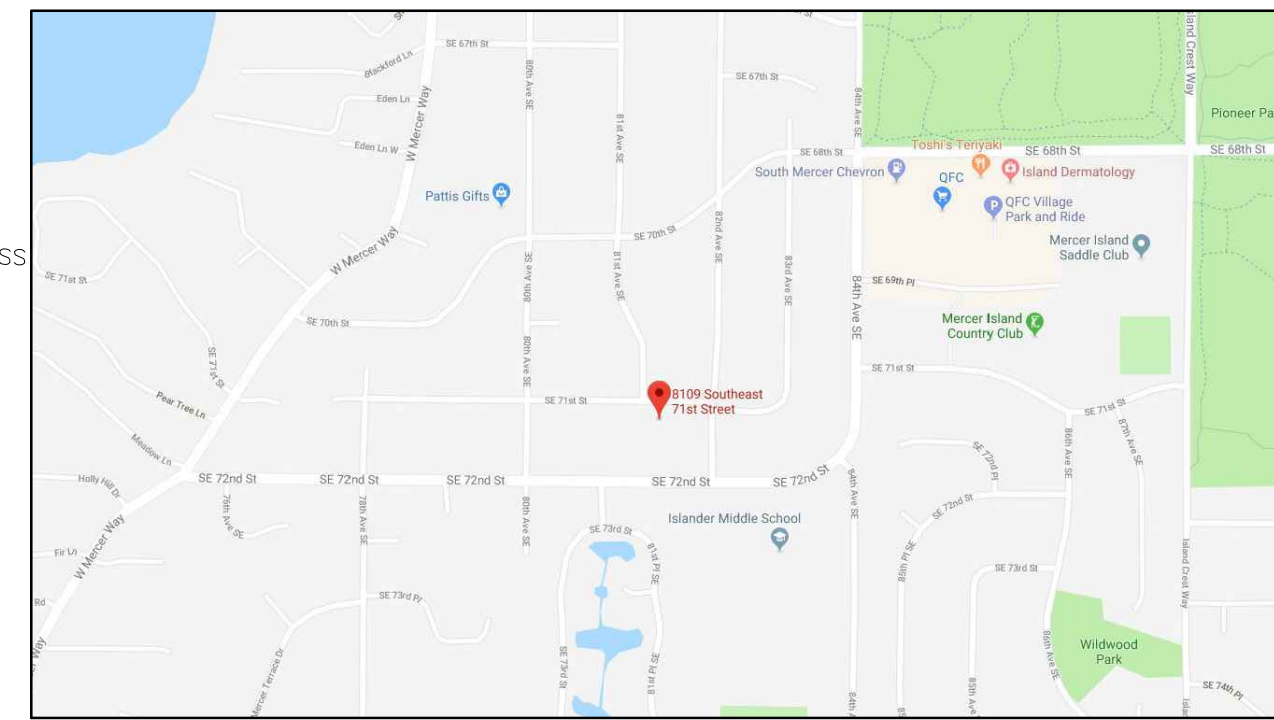 SE 67th St
Blackford Ln
80th Ave SE
Eden Ln
W Mercer Way
Eden Ln W
81st Ave SE
SE 67th St
84th Ave SE
Island Crest Way
Pioneer Pa
SE 68th St
Toshi's Teriyaki
SE 68th St
SE 68th St
South Mercer Chevron
Island Dermatology
QFC
Pattis Gifts
QFC Village
Park and Ride
82nd Ave SE
SE 70th St
W Mercer Way
Mercer Island
Saddle Club
ss
SE 71st St
80th Ave SE
81st Ave SE
83rd Ave SE
84th Ave SE
SE 69th Pl
SE 70th St
Mercer Island
Country Club
SE 71st St
80th Ave SE
SE 71st St
Pear Tree Ln
SE 71st St
8109 Southeast
71st Street
SE 71st St
87th Ave SE
86th Ave SE
Meadow Ln
Holly Hill Dr
SE 72nd St
SE 72nd St
SE 72nd St
SE 72nd St
SE 72nd St
SE 72nd Pl
76th Ave SE
78th Ave SE
80th Ave SE
84th Ave SE
SE 72nd St
Islander Middle School
SE 73rd St
W Mercer Way
Fir Ln
81st Pl SE
85th Pl SE
SE 73rd St
Island Crest Way
Rd
SE 73rd Pl
86th Ave SE
Wildwood
Park
Mercer Terrace Dr
SE 73rd St
81st Pl SE
85th Ave SE
84th A
SE 74th Pl